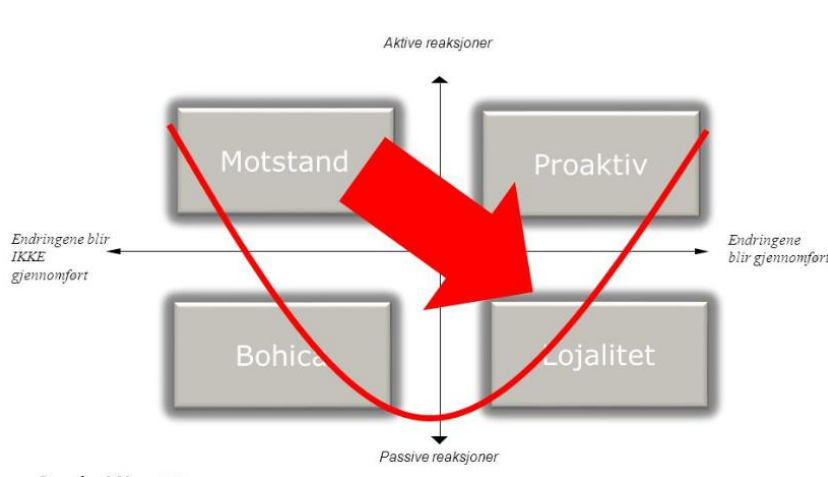 Aktive reaksjoner
Motstand
Proaktiv
Endringene blir
IKKE
gjennomført
Endringene
blir gjennomført
Bohica
Lojalitet
Passive reaksjoner